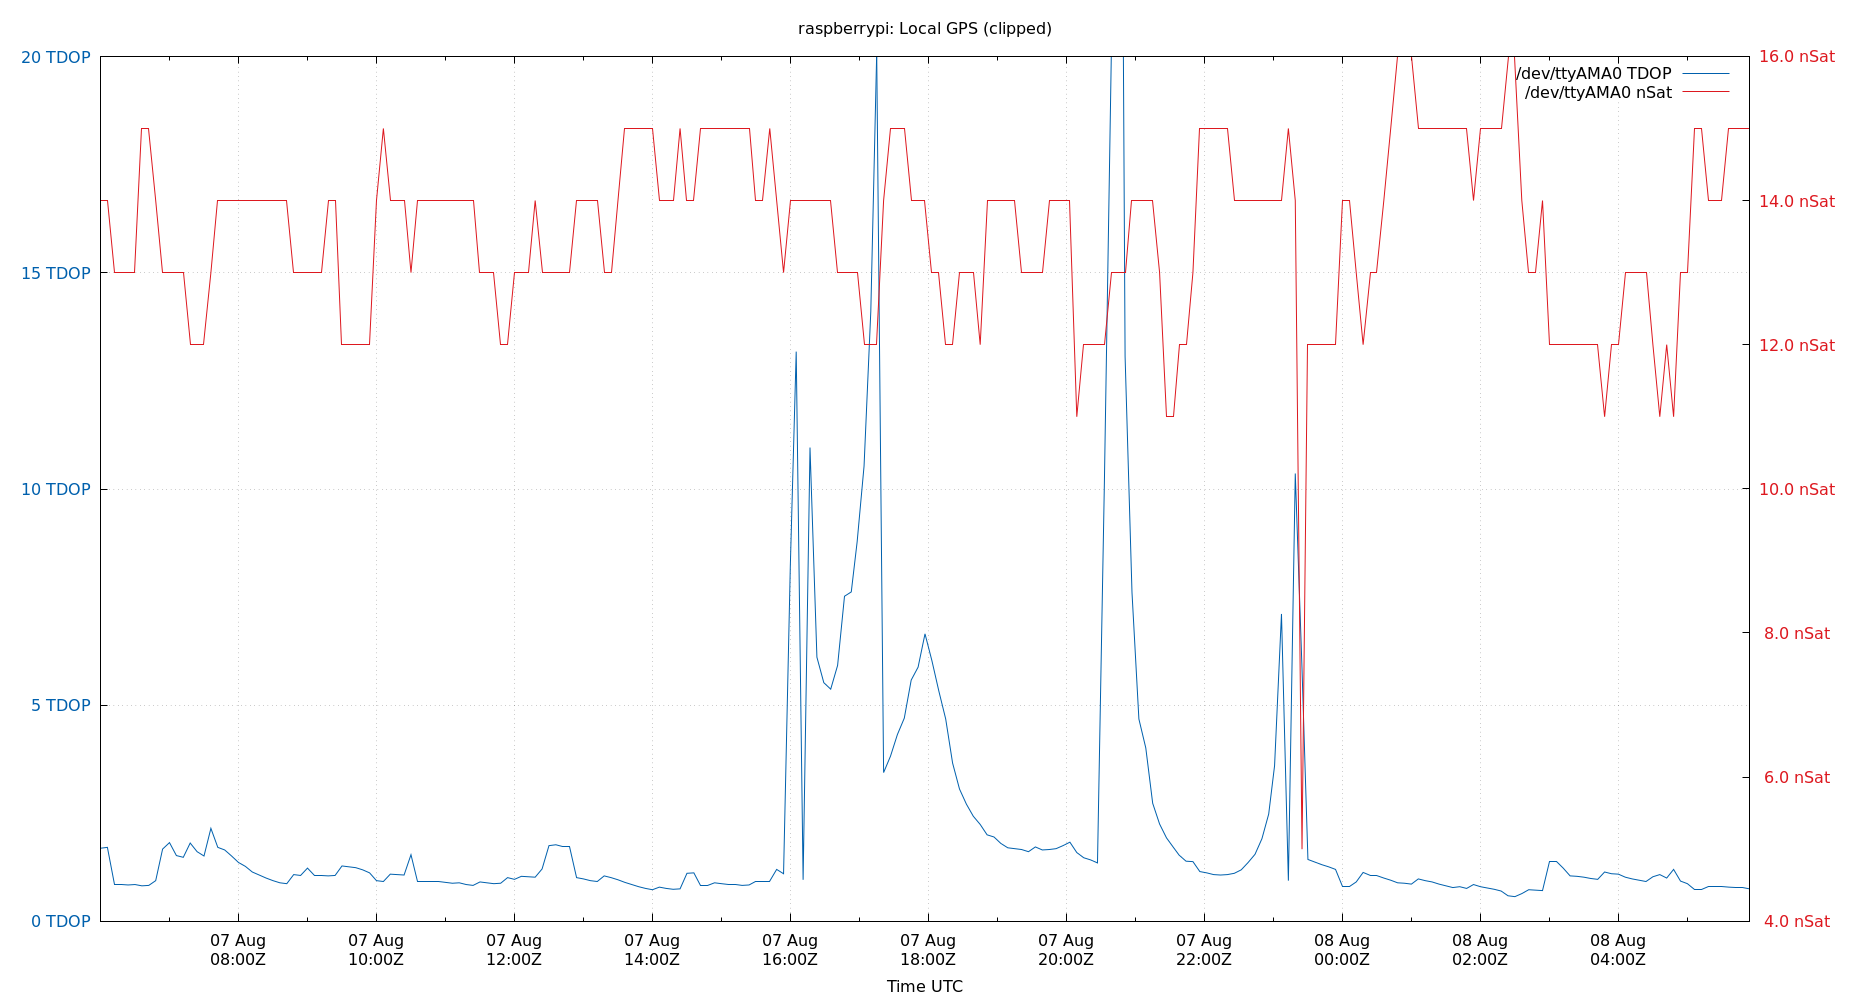 raspberrypi: Local GPS (clipped)
20 TDOP
15 TDOP
10 TDOP
5 TDOP
0 TDOP
16.0 nSat
14.0 nSat
12.0 nSat
10.0 nSat
8.0 nSat
6.0 nSat
4.0 nSat
/dev/ttyAMA0 TDOP
/dev/ttyAMA0 nSat
07 Aug 07 Aug 07 Aug 07 Aug 07 Aug 07 Aug 07 Aug 07 Aug 08 Aug 08 Aug 08 Aug
08:00Z 10:00Z 12:00Z 14:00Z 16:00Z 18:00Z 20:00Z 22:00Z 00:00Z 02:00Z 04:00Z
Time UTC